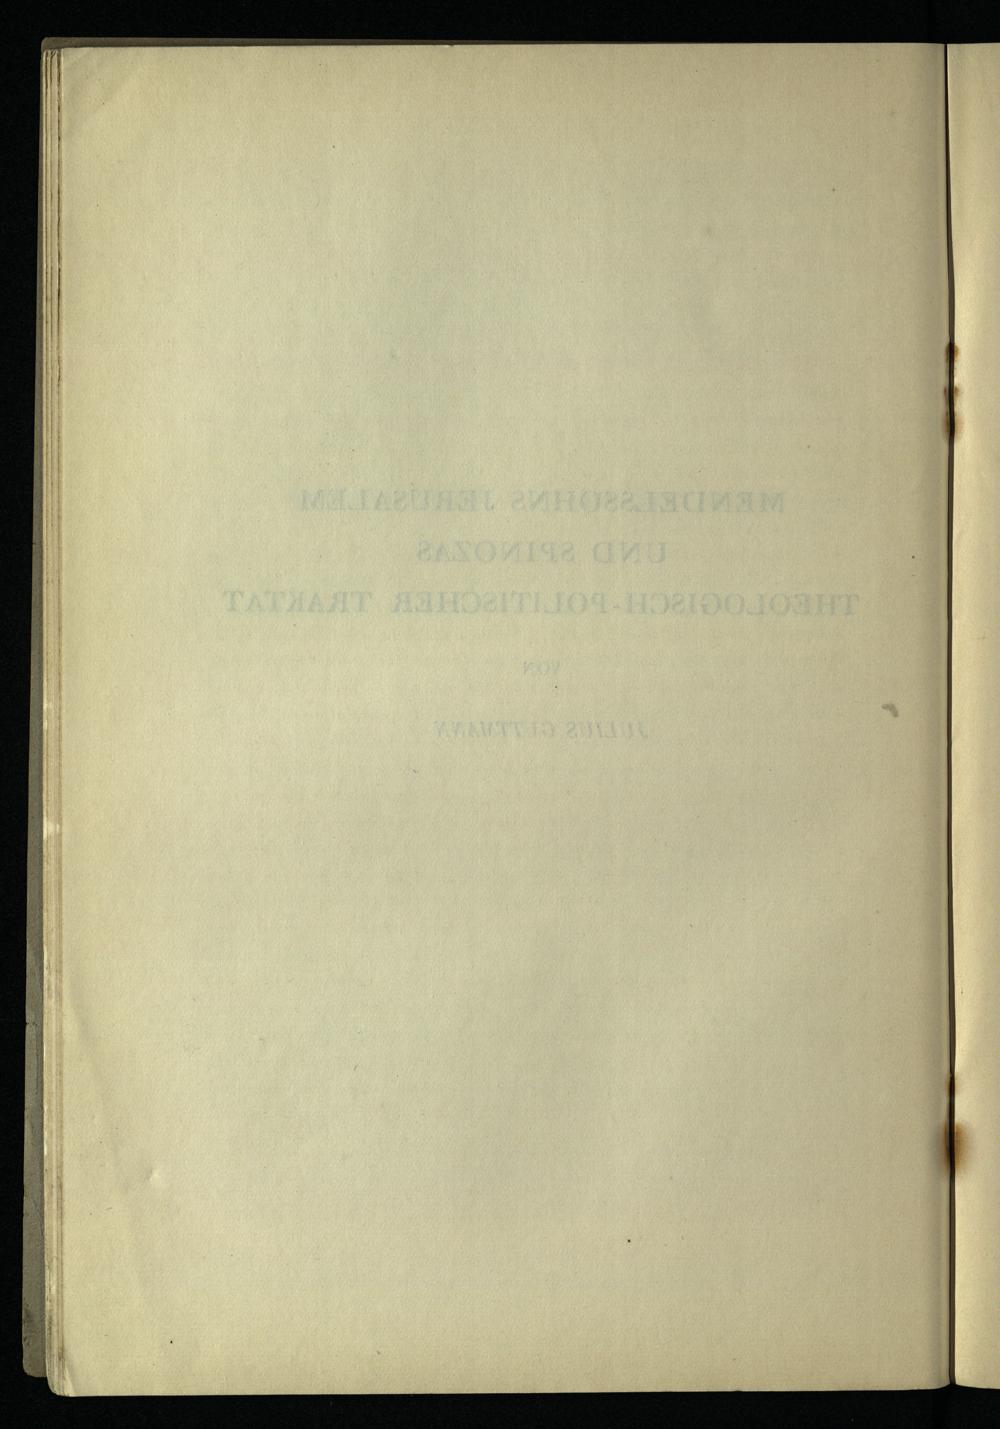 MENDELSSOHNS JERUSALEM
UND SPINOZAS
THEOLOGISCH-POLITISCHER TRAKTAT
VON
JULIUS GUTTMANN